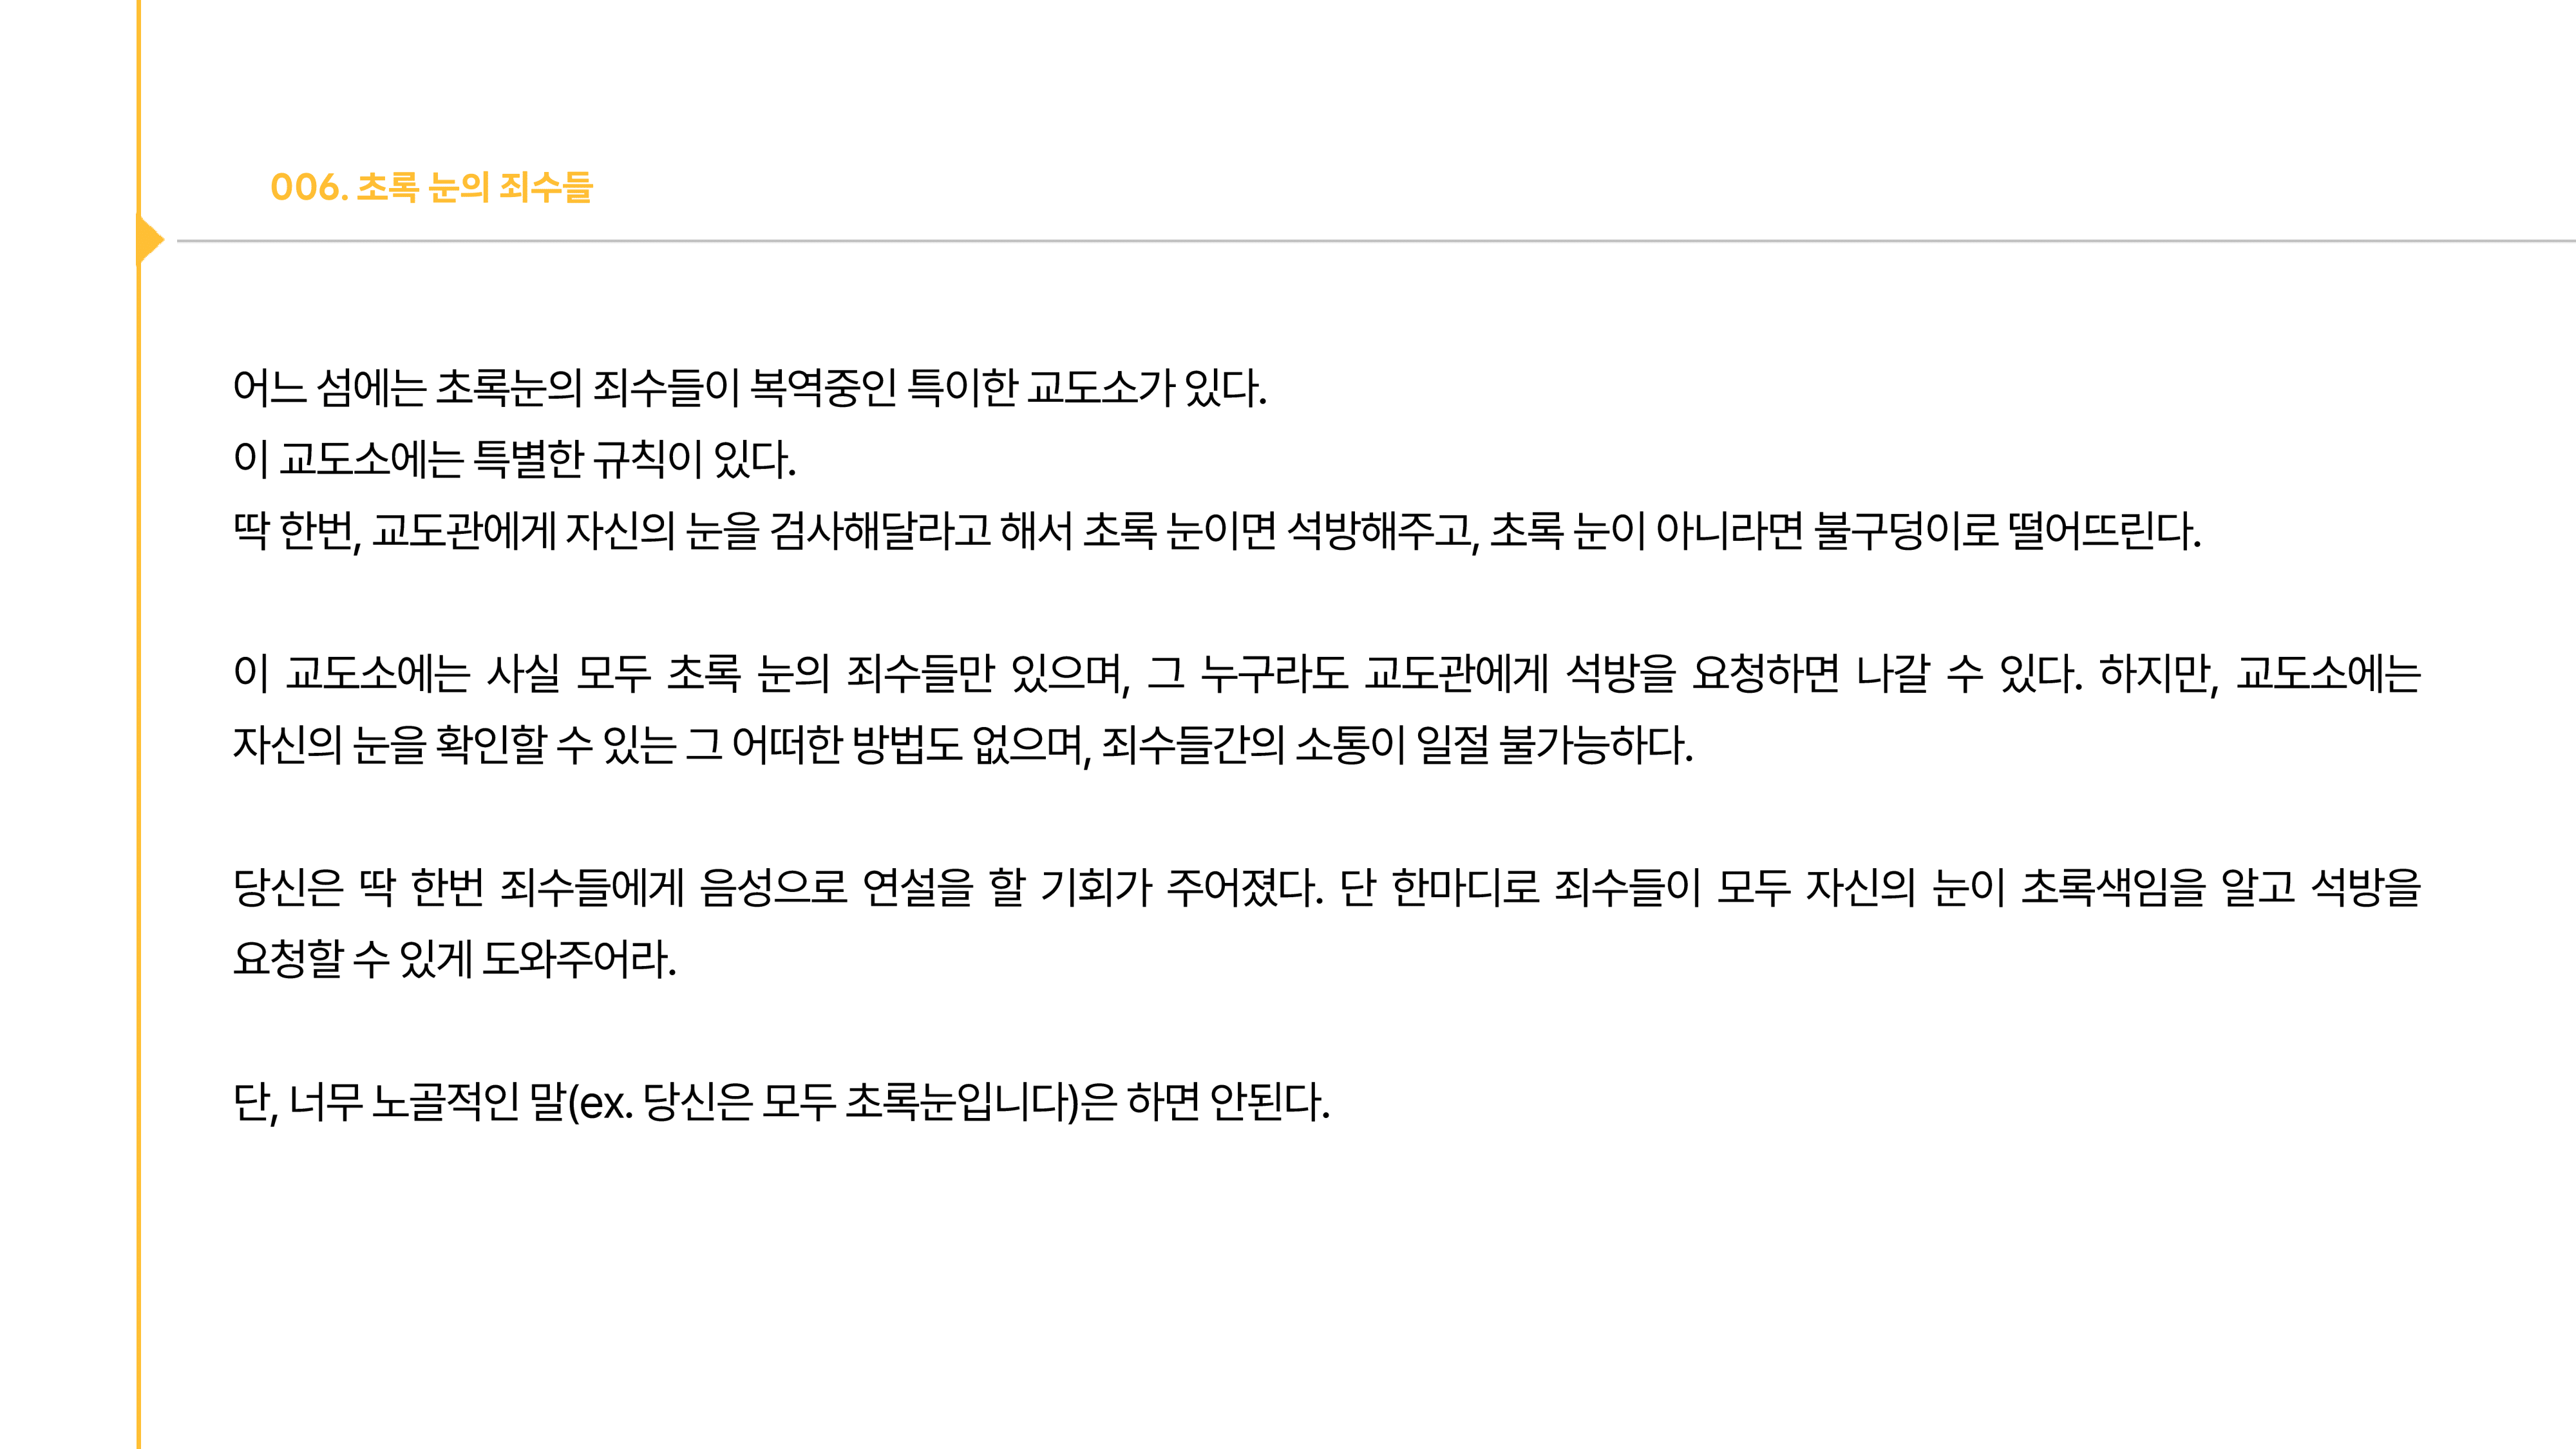 006. 초록 눈의 죄수들
어느 섬에는 초록눈의 죄수들이 복역중인 특이한 교도소가 있다.
이 교도소에는 특별한 규칙이 있다.
딱 한번, 교도관에게 자신의 눈을 검사해달라고 해서 초록 눈이면 석방해주고, 초록 눈이 아니라면 불구덩이로 떨어뜨린다.
이 교도소에는 사실 모두 초록 눈의 죄수들만 있으며, 그 누구라도 교도관에게 석방을 요청하면 나갈 수 있다. 하지만, 교도소에는
자신의 눈을 확인할 수 있는 그 어떠한 방법도 없으며, 죄수들간의 소통이 일절 불가능하다.
당신은 딱 한번 죄수들에게 음성으로 연설을 할 기회가 주어졌다. 단 한마디로 죄수들이 모두 자신의 눈이 초록색임을 알고 석방을
요청할 수 있게 도와주어라.
단, 너무 노골적인 말(ex. 당신은 모두 초록눈입니다)은 하면 안된다.